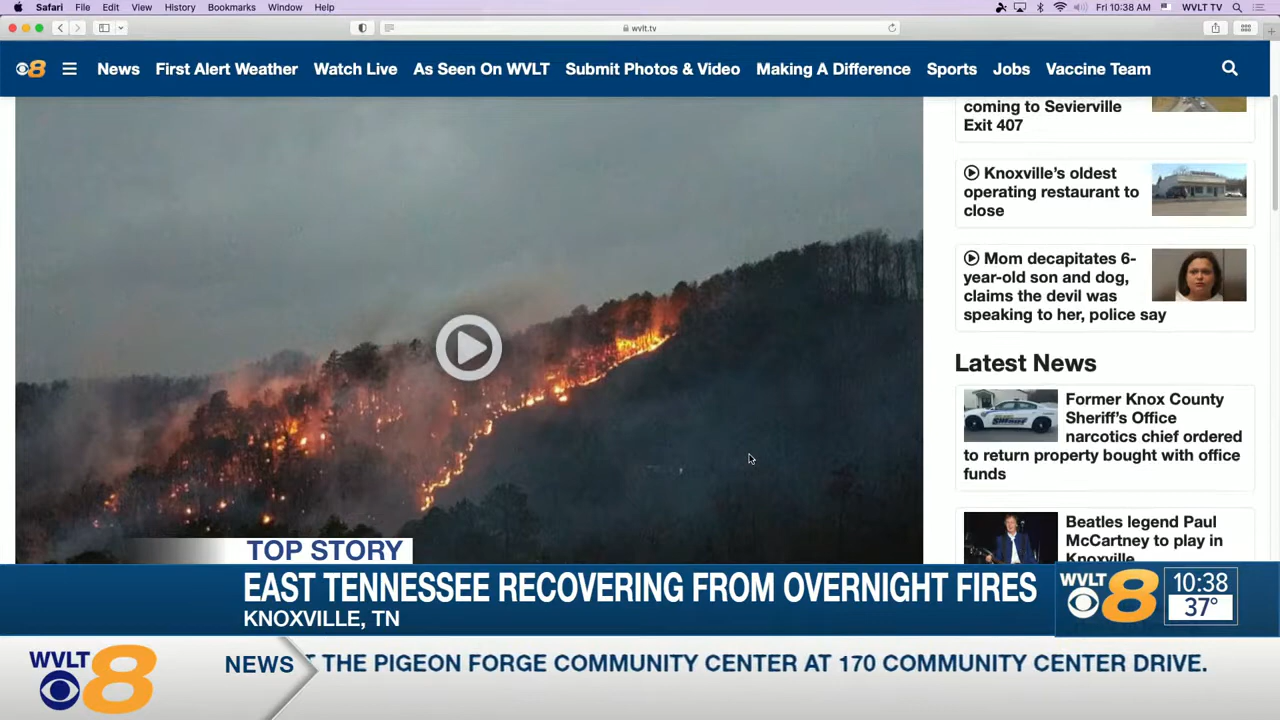 Safari File Edit View History Bookmarks Window Help Fri 10:38 AM WVLT TV
wvlt.tv
8 News First Alert Weather Watch Live As Seen On WVLT Submit Photos & Video Making A Difference Sports Jobs Vaccine Team
coming to Sevierville
Exit 407
Knoxville's oldest
operating restaurant to
close
Mom decapitates 6-
year-old son and dog,
claims the devil was
speaking to her, police say
Latest News
Former Knox County
Sheriff's Office
narcotics chief ordered
to return property bought with office
funds
Beatles legend Paul
McCartney to play in
Knoxville
TOP STORY
EAST TENNESSEE RECOVERING FROM OVERNIGHT FIRES
KNOXVILLE, TN
WVLT 8
10:38
37°
WVLT 8
NEWS
T THE PIGEON FORGE COMMUNITY CENTER AT 170 COMMUNITY CENTER DRIVE.